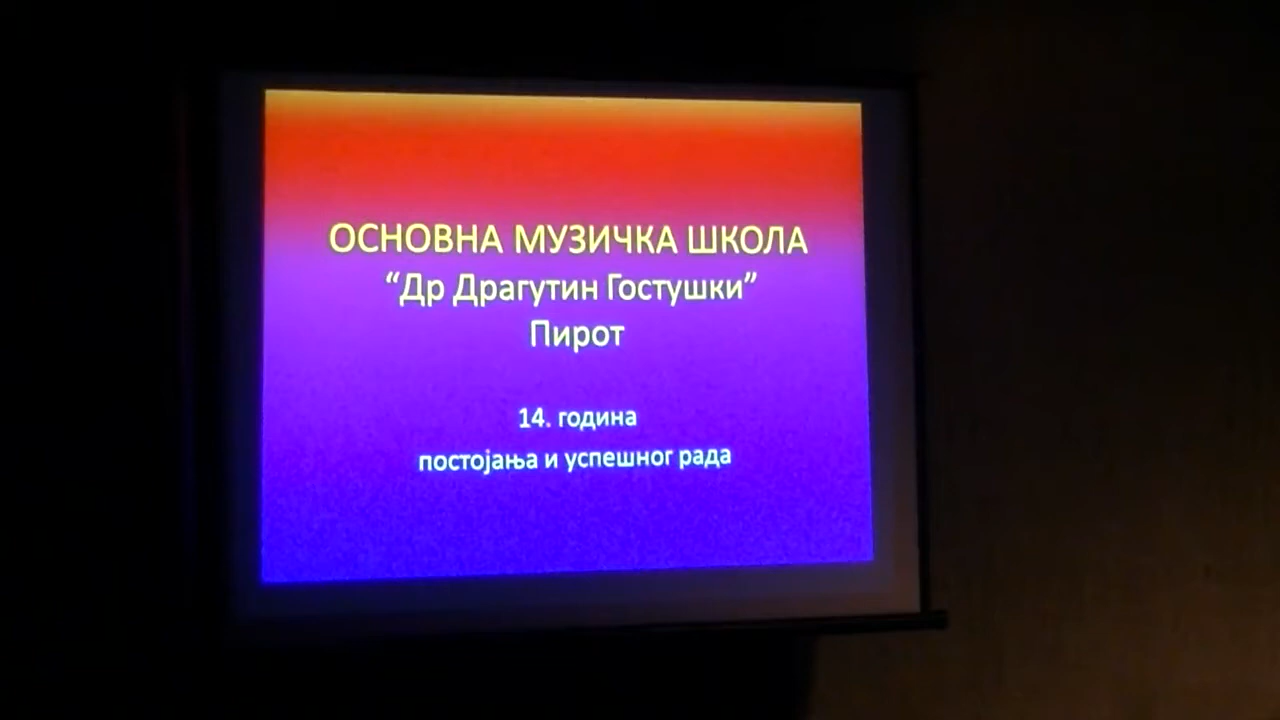 ОСНОВНА МУЗИЧКА ШКОЛА
“Др Драгутин Гостушки”
Пирот
14. година
постојања и успешног рада